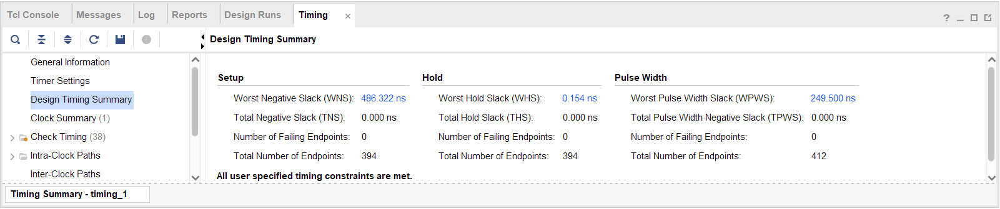 Tcl Console Messages Log Reports Design Runs Timing ×
?
Design Timing Summary
General Information
Timer Settings
Design Timing Summary
Clock Summary (1)
Check Timing (38)
Intra-Clock Paths
Inter-Clock Paths
Setup Hold Pulse Width
Worst Negative Slack (WNS): 486.322 ns Worst Hold Slack (WHS): 0.154 ns Worst Pulse Width Slack (WPWS): 249.500 ns
Total Negative Slack (TNS): 0.000 ns Total Hold Slack (THS): 0.000 ns Total Pulse Width Negative Slack (TPWS): 0.000 ns
Number of Failing Endpoints: 0 Number of Failing Endpoints: 0 Number of Failing Endpoints: 0
Total Number of Endpoints: 394 Total Number of Endpoints: 394 Total Number of Endpoints: 412
All user specified timing constraints are met.
Timing Summary - timing_1